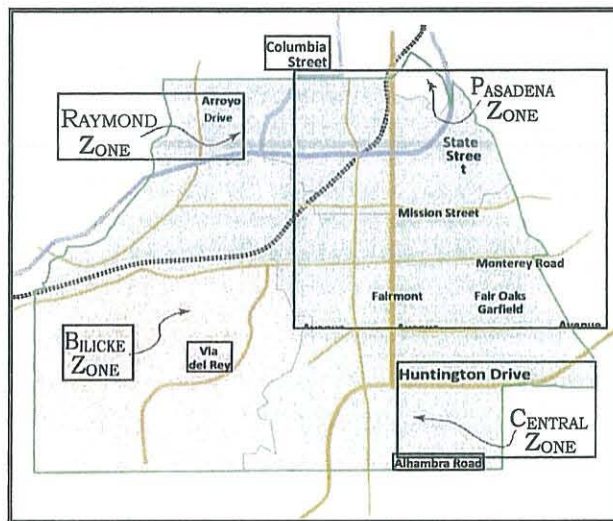 Columbia
Street
Arroyo
Drive
RAYMOND
ZONE
PASADENA
ZONE
State
Stree
t
Mission Street
Monterey Road
Fairmont
Fair Oaks
Garfield
Avenue
BILICKE
ZONE
Via
del Rey
Huntington Drive
CENTRAL
ZONE
Alhambra Road